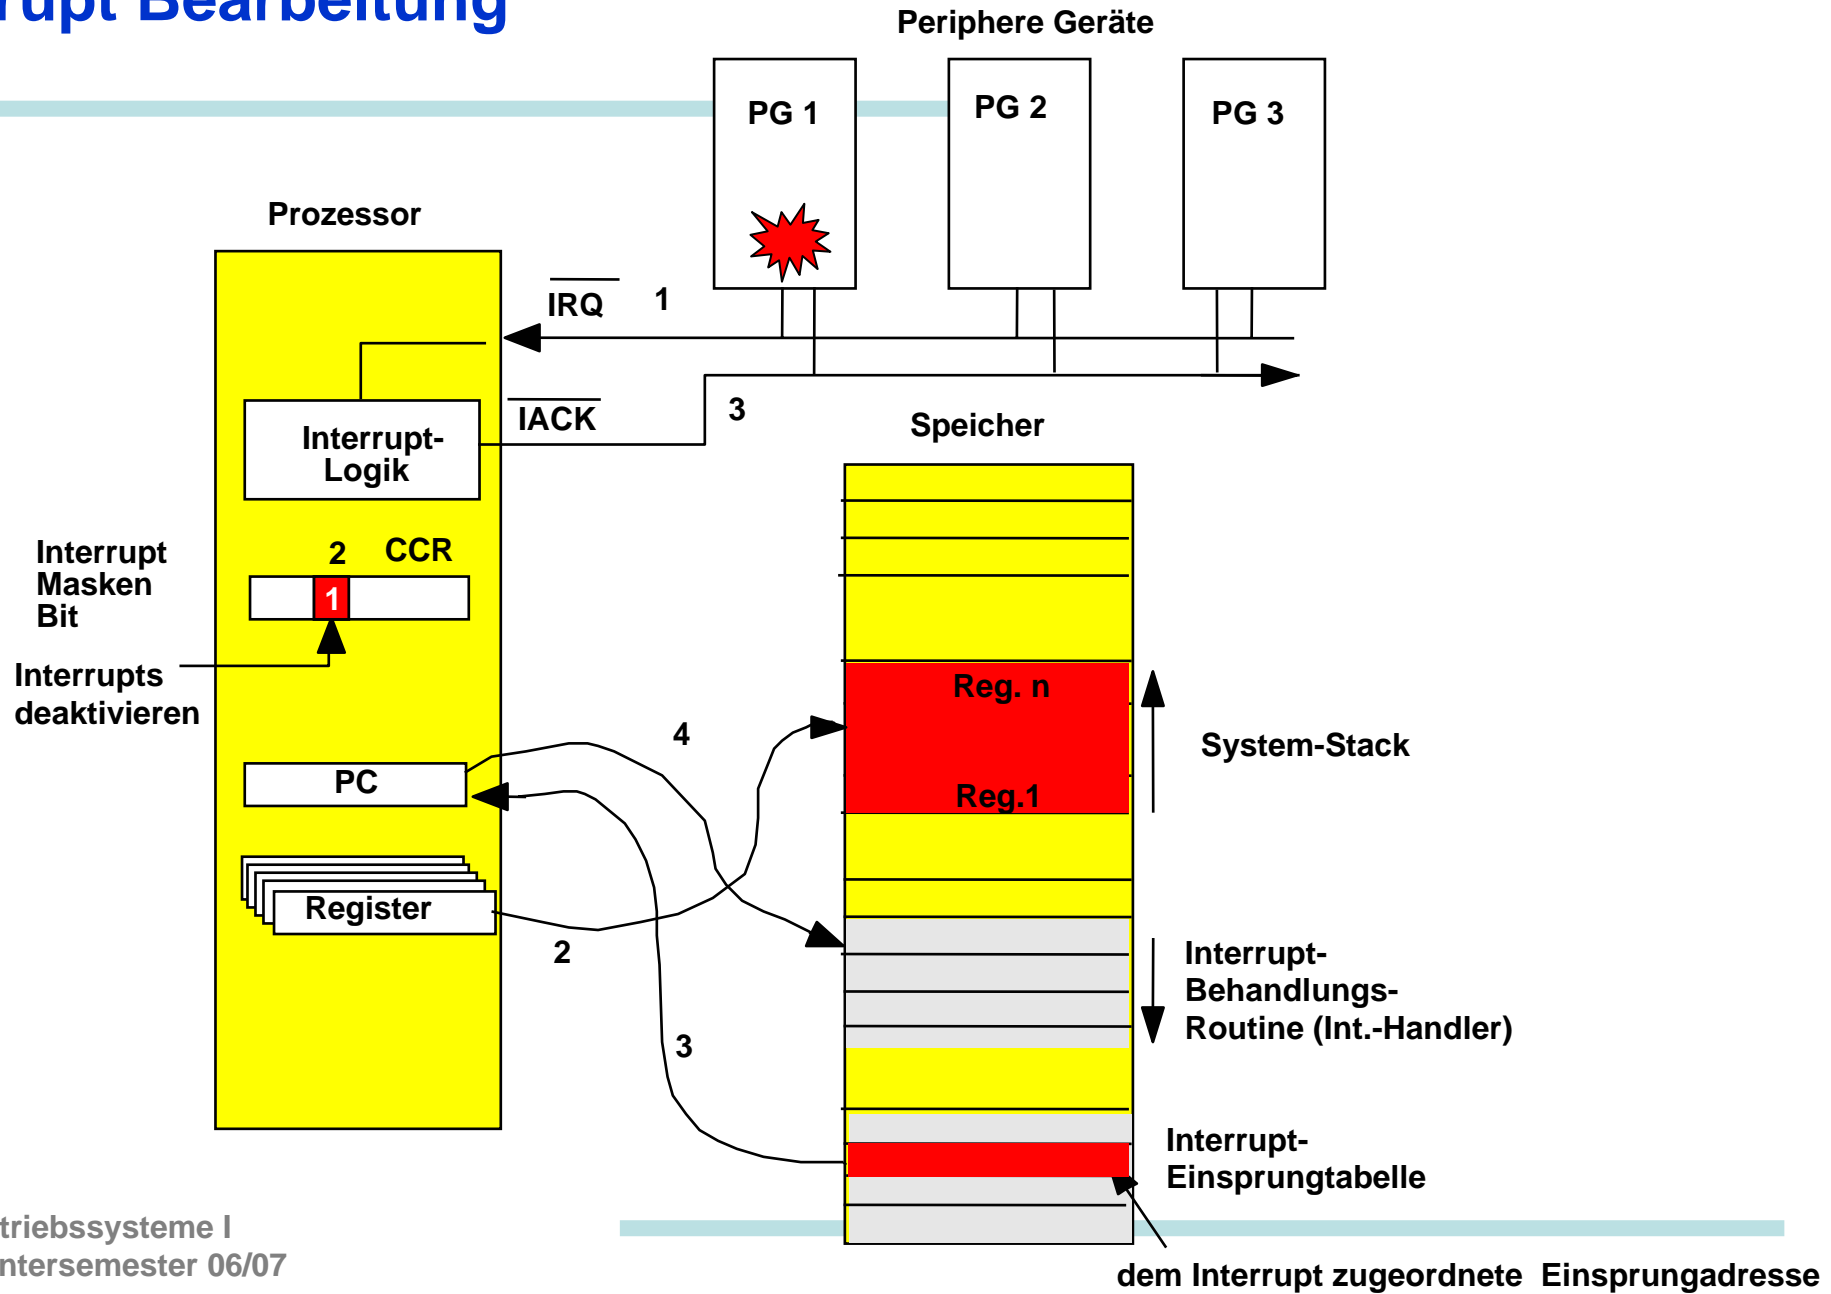 rupt Bearbeitung
Periphere Geräte
PG 1
PG 2
PG 3
Prozessor
IRQ
1
IACK
3
Interrupt-
Logik
Speicher
Interrupt
Masken
Bit
2
CCR
1
Interrupts
deaktivieren
Reg. n
Reg.1
System-Stack
4
PC
Register
2
3
Interrupt-
Behandlungs-
Routine (Int.-Handler)
Interrupt-
Einsprungtabelle
triebssysteme I
ntersemester 06/07
dem Interrupt zugeordnete Einsprungadresse